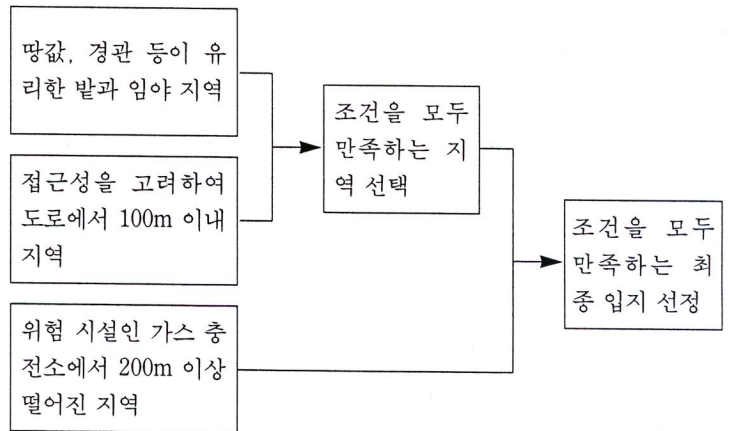 땅값, 경관 등이 유
리한 밭과 임야 지역
접근성을 고려하여
도로에서 100m 이내
지역
위험 시설인 가스 충
전소에서 200m 이상
떨어진 지역
조건을 모두
만족하는 지
역 선택
조건을 모두
만족하는 최
종 입지 선정